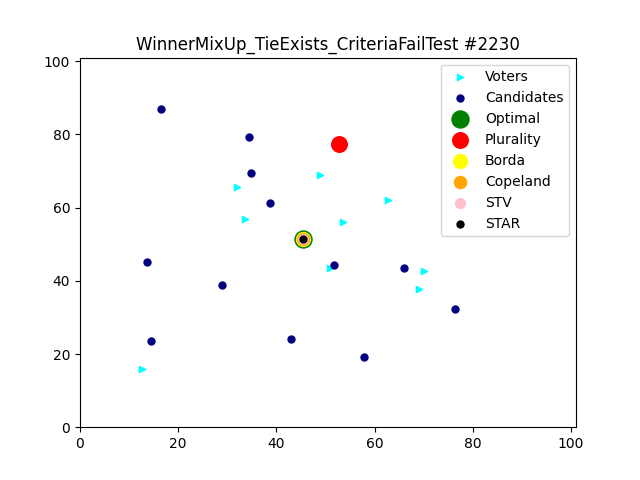 WinnerMixUp_TieExists_CriteriaFailTest #2230
Voters
Candidates
Optimal
Plurality
Borda
Copeland
STV
STAR
100
80
60
40
20
0
0 20 40 60 80 100